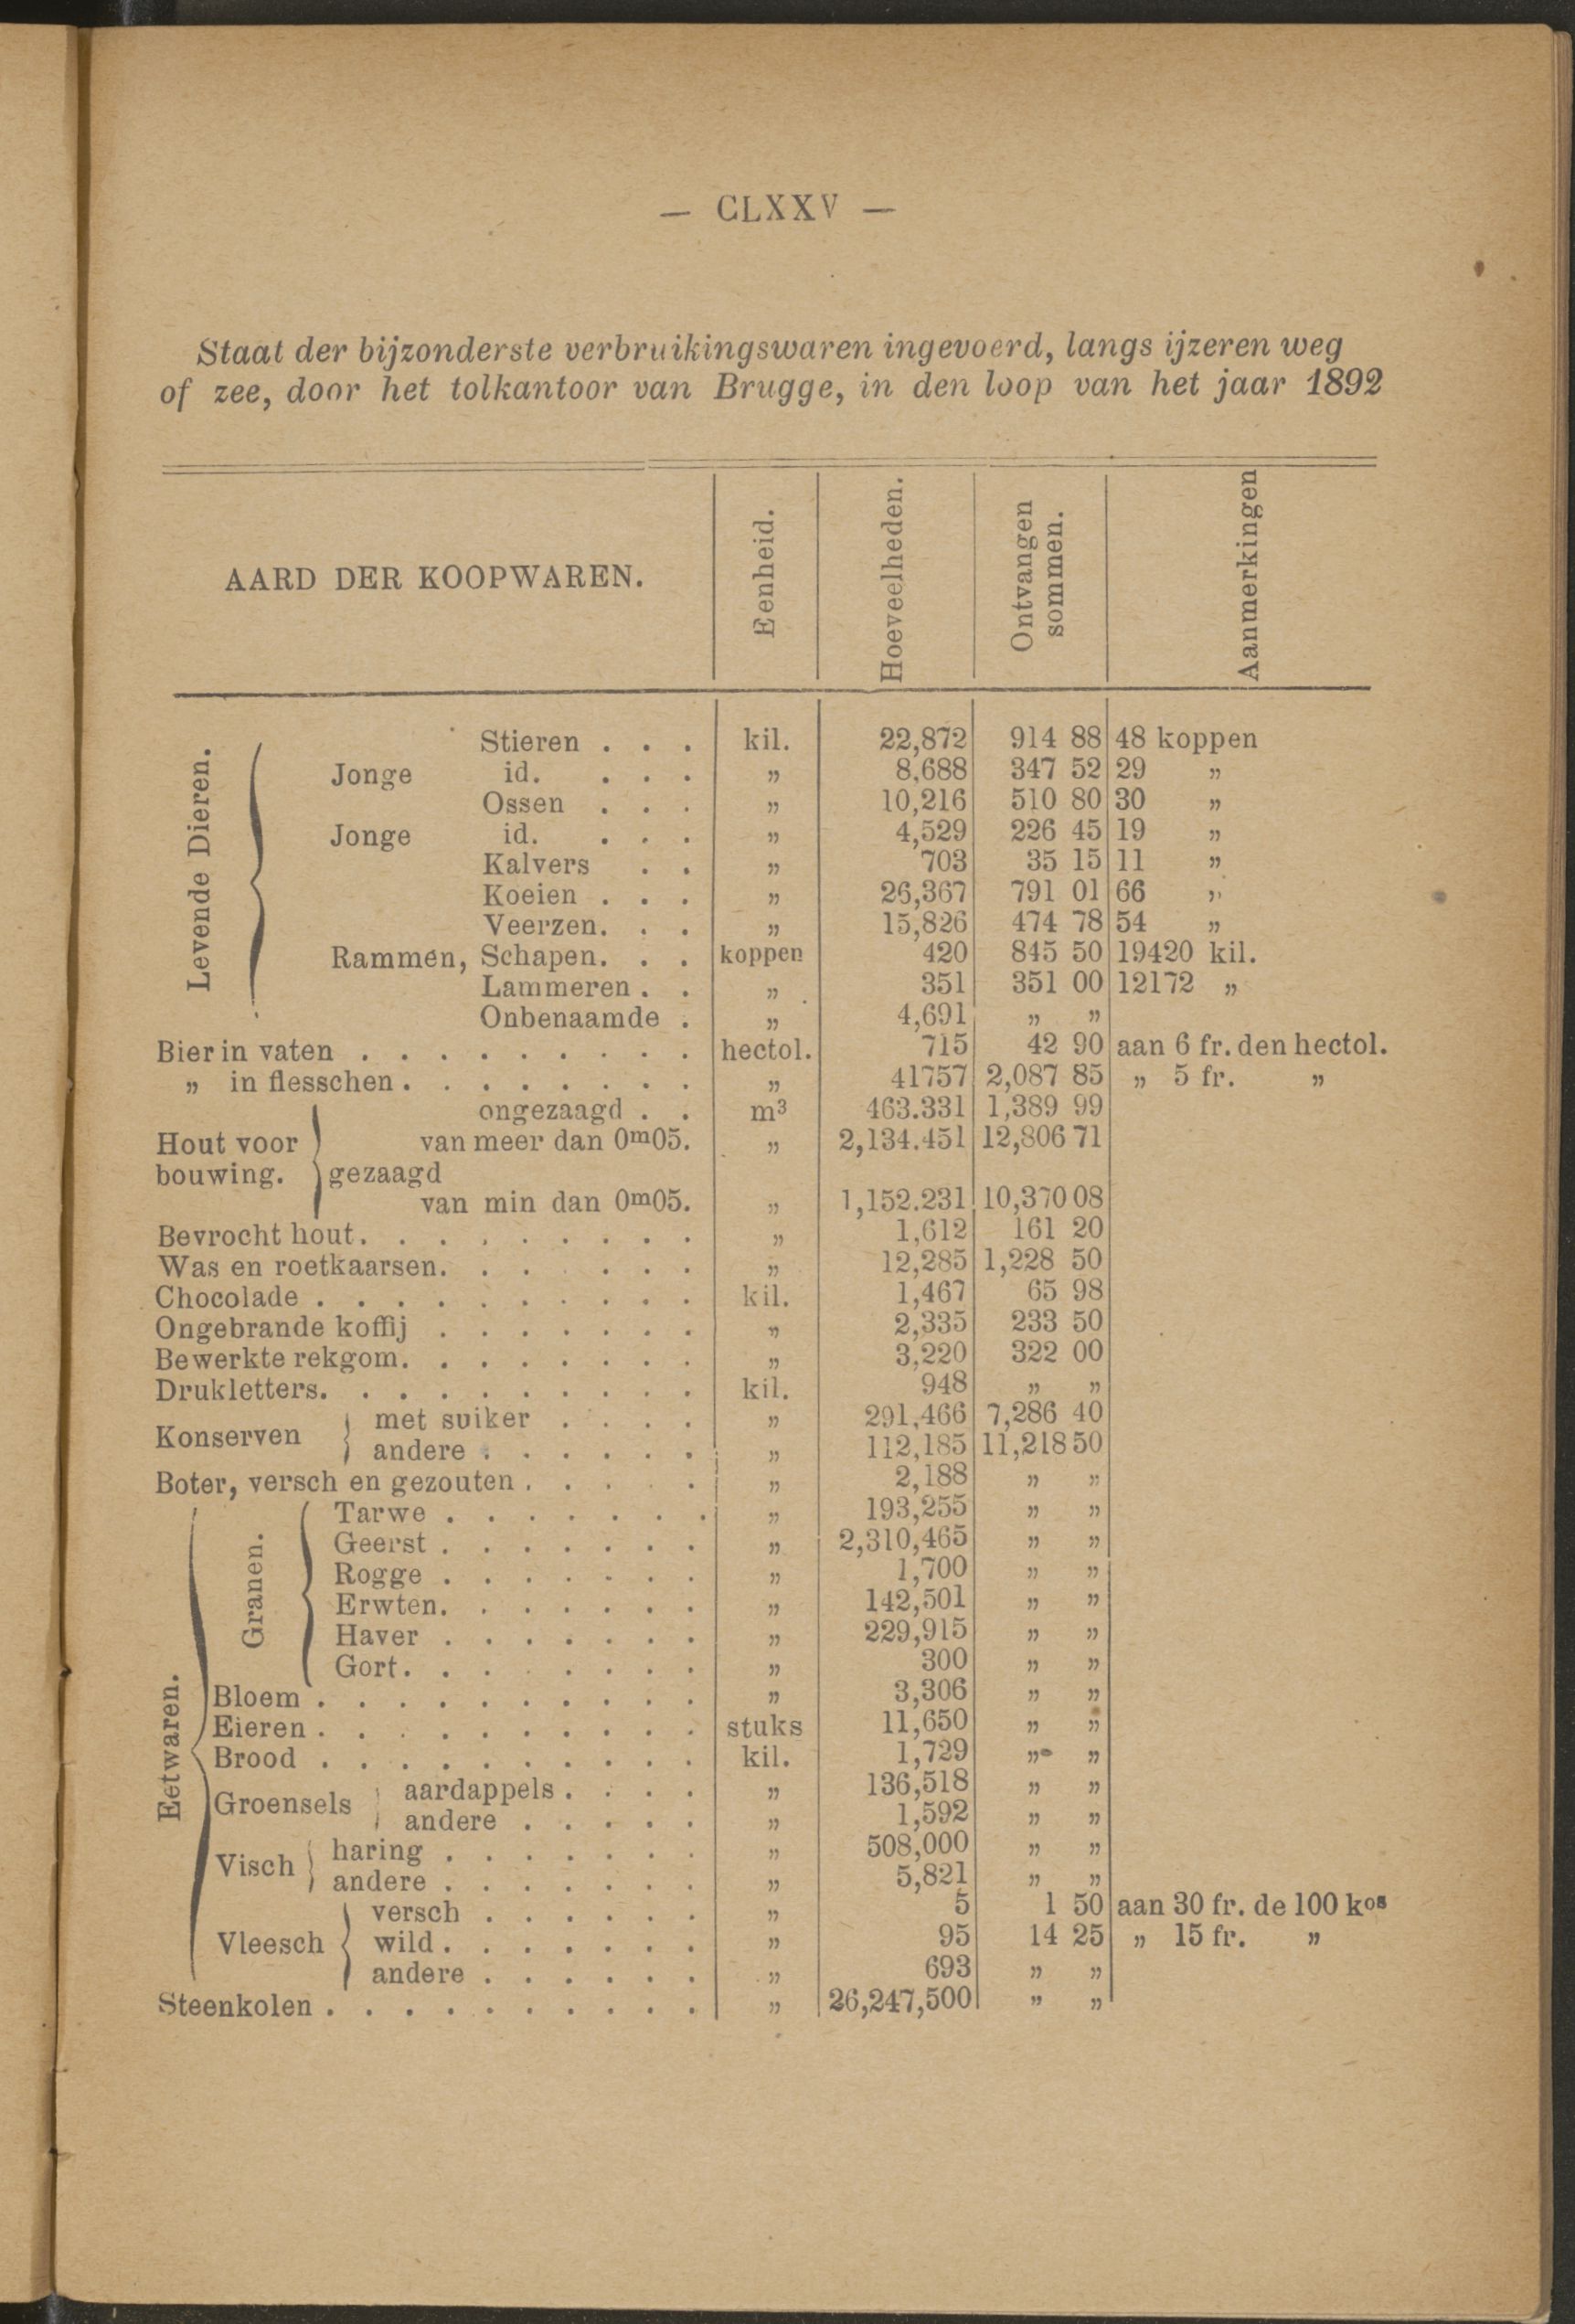 — CLXXV —
Staat der bijzonderste verbruikingswaren ingevoerd, langs ijzeren weg
of zee, door het tolkantoor van Brugge, in den loop van het jaar 1892
AARD DER KOOPWAREN. Eenheid. Hoeveelheden. Ontvangen sommen. Aanmerkingen
Levende Dieren.
Stieren . . . kil. 22,872 914 88 48 koppen
Jonge id. . . . „ 8,688 347 52 29 „
Ossen . . . „ 10,216 510 80 30 „
Jonge id. . . . „ 4,529 226 45 19 „
Kalvers . . „ 703 35 15 11 „
Koeien . . . „ 26,367 791 01 66 „
Veerzen. . . „ 15,826 474 78 54 „
Rammen, Schapen. . . koppen 420 845 50 19420 kil.
Lammeren . . „ 351 351 00 12172 „
Onbenaamde . „ 4,691 „ „
Bier in vaten . . . . . . . . . hectol. 715 42 90 aan 6 fr. den hectol.
„ in flesschen . . . . . . . . „ 41757 2,087 85 „ 5 fr. „
ongezaagd . . m³ 463.331 1,389 99
Hout voor van meer dan 0m05. „ 2,134.451 12,806 71
bouwing. gezaagd
van min dan 0m05. „ 1,152.231 10,370 08
Bevrocht hout. . . . . . . . . „ 1,612 161 20
Was en roetkaarsen. . . . . . . „ 12,285 1,228 50
Chocolade . . . . . . . . . . kil. 1,467 65 98
Ongebrande koffij . . . . . . . „ 2,335 233 50
Bewerkte rekgom. . . . . . . . „ 3,220 322 00
Drukletters. . . . . . . . . . kil. 948 „ „
Konserven
met suiker . . . . „ 291,466 7,286 40
andere . . . . . . „ 112,185 11,218 50
Boter, versch en gezouten . . . . . „ 2,188 „ „
Eetwaren.
Granen.
Tarwe . . . . . . . „ 193,255 „ „
Geerst . . . . . . . „ 2,310,465 „ „
Rogge . . . . . . . „ 1,700 „ „
Erwten. . . . . . . „ 142,501 „ „
Haver . . . . . . . „ 229,915 „ „
Gort. . . . . . . . „ 300 „ „
Bloem . . . . . . . . . . „ 3,306 „ „
Eieren . . . . . . . . . . stuks 11,650 „ „
Brood . . . . . . . . . . kil. 1,729 „ „
Groensels
aardappels . . . . „ 136,518 „ „
andere . . . . . „ 1,592 „ „
Visch
haring . . . . . . . „ 508,000 „ „
andere . . . . . . . „ 5,821 „ „
Vleesch
versch . . . . . . „ 5 1 50 aan 30 fr. de 100 kos
wild . . . . . . . „ 95 14 25 „ 15 fr. „
andere . . . . . . „ 693 „ „
Steenkolen . . . . . . . . . . „ 26,247,500 „ „